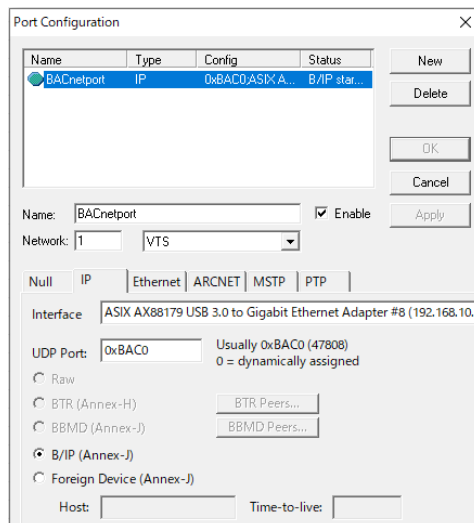 Port Configuration
Name Type Config Status
BACnetport IP 0xBAC0;ASIX A... B/IP star...
New
Delete
OK
Cancel
Apply
Name: BACnetport Enable
Network: 1 VTS
Null IP Ethernet ARCNET MSTP PTP
Interface ASIX AX88179 USB 3.0 to Gigabit Ethernet Adapter #8 (192.168.10.
UDP Port: 0xBAC0 Usually 0xBAC0 (47808)
0 = dynamically assigned
Raw
BTR (Annex-H) BTR Peers...
BBMD (Annex-J) BBMD Peers...
B/IP (Annex-J)
Foreign Device (Annex-J)
Host: Time-to-live: